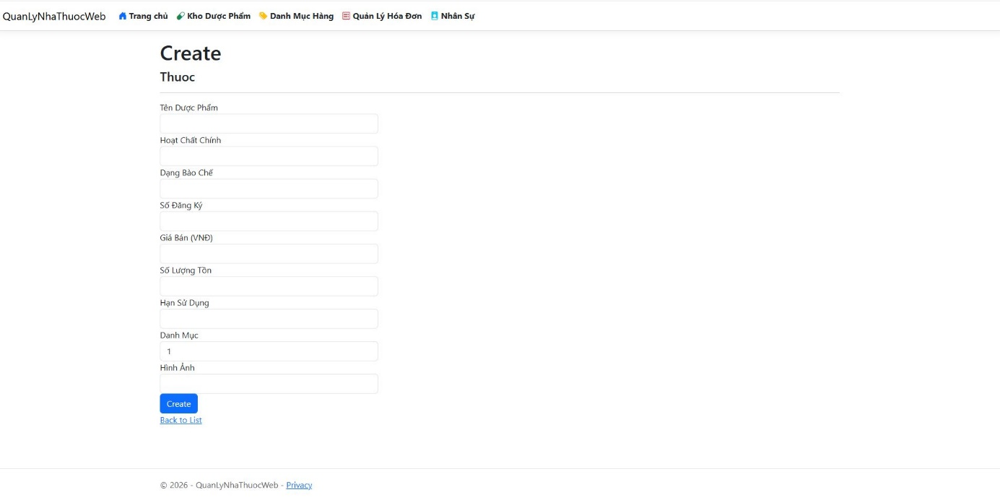 QuanLyNhaThuocWeb Trang chủ Kho Dược Phẩm Danh Mục Hàng Quản Lý Hóa Đơn Nhân Sự
Create
Thuoc
Tên Dược Phẩm
Hoạt Chất Chính
Dạng Bào Chế
Số Đăng Ký
Giá Bán (VNĐ)
Số Lượng Tồn
Hạn Sử Dụng
Danh Mục
1
Hình Ảnh
Create
Back to List
© 2026 - QuanLyNhaThuocWeb - Privacy